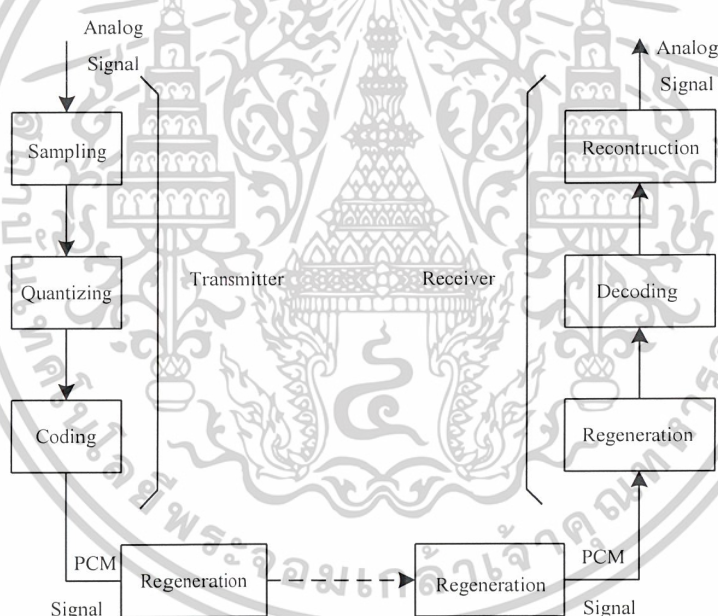 Analog
Signal
Sampling
Quantizing
Coding
Transmitter
PCM
Signal
Regeneration
Regeneration
PCM
Signal
Receiver
Regeneration
Decoding
Recontruction
Analog
Signal